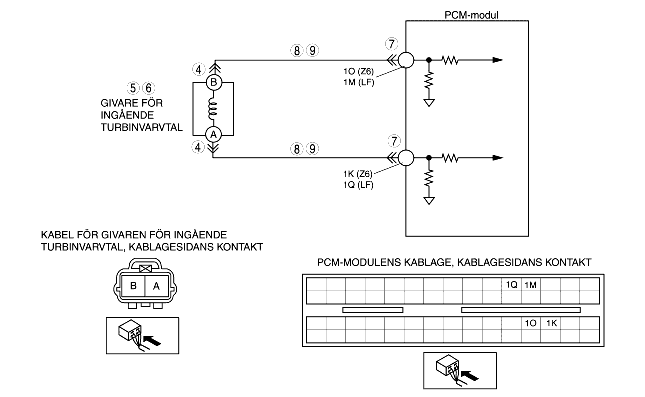 PCM-modul
8 9
7
4
1O (Z6)
1M (LF)
B
5 6
GIVARE FÖR
INGÅENDE
TURBINVARVTAL
A
4
8 9
7
1K (Z6)
1Q (LF)
KABEL FÖR GIVAREN FÖR INGÅENDE
TURBINVARVTAL, KABLAGESIDANS KONTAKT
B A
PCM-MODULENS KABLAGE, KABLAGESIDANS KONTAKT
1Q 1M
1O 1K